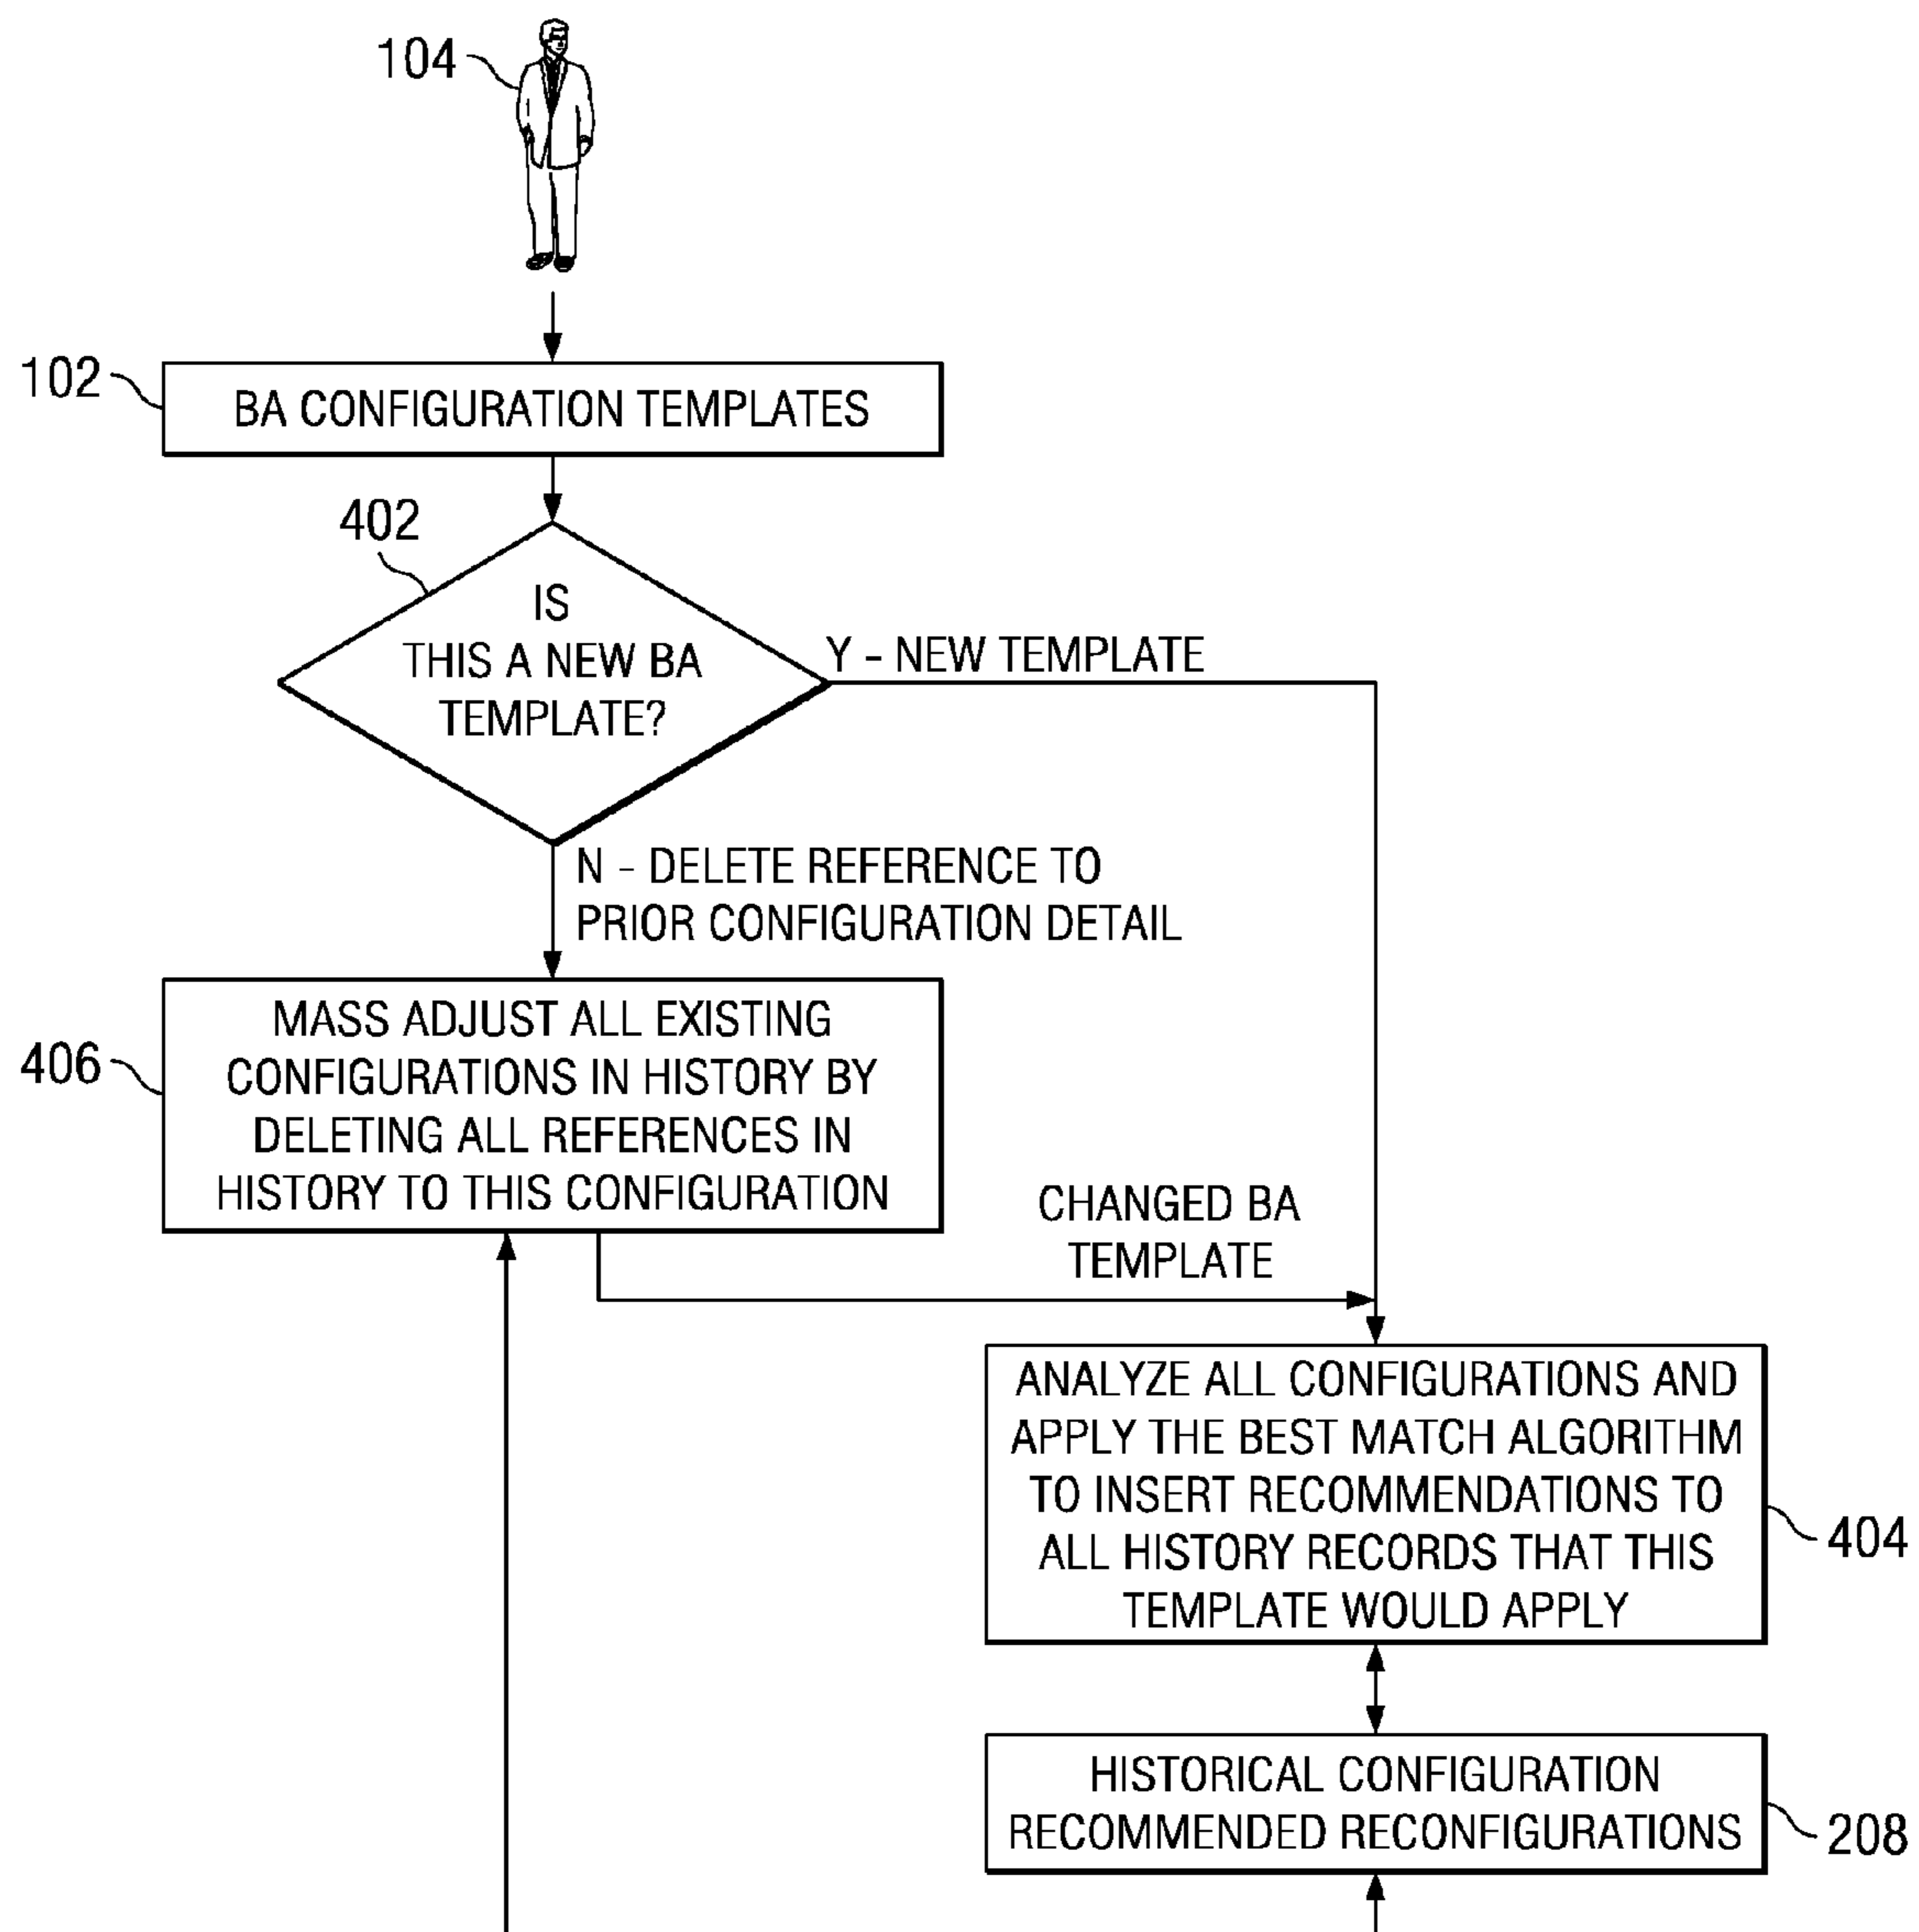 104
102
BA CONFIGURATION TEMPLATES
402
IS
THIS A NEW BA
TEMPLATE?
Y - NEW TEMPLATE
N - DELETE REFERENCE TO
PRIOR CONFIGURATION DETAIL
406
MASS ADJUST ALL EXISTING
CONFIGURATIONS IN HISTORY BY
DELETING ALL REFERENCES IN
HISTORY TO THIS CONFIGURATION
CHANGED BA
TEMPLATE
ANALYZE ALL CONFIGURATIONS AND
APPLY THE BEST MATCH ALGORITHM
TO INSERT RECOMMENDATIONS TO
ALL HISTORY RECORDS THAT THIS
TEMPLATE WOULD APPLY
404
HISTORICAL CONFIGURATION
RECOMMENDED RECONFIGURATIONS
208